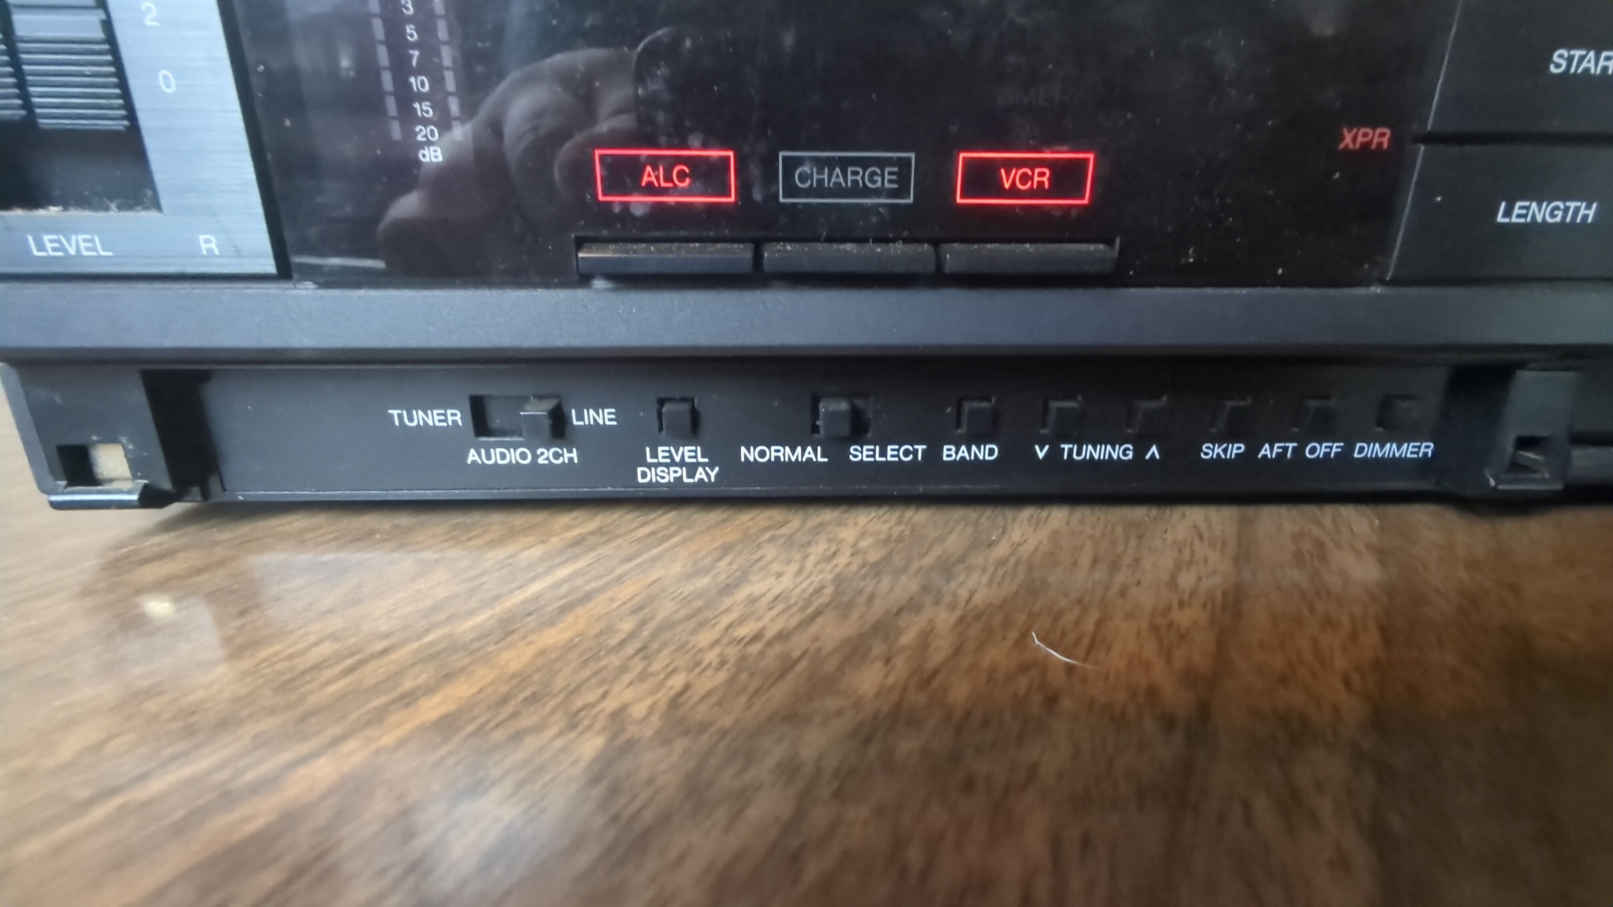 2
0
3
5
7
10
15
20
dB
ALC
CHARGE
VCR
XPR
STAR
LENGTH
LEVEL R
TUNER LINE
AUDIO 2CH
LEVEL
DISPLAY
NORMAL SELECT BAND V TUNING Λ SKIP AFT OFF DIMMER